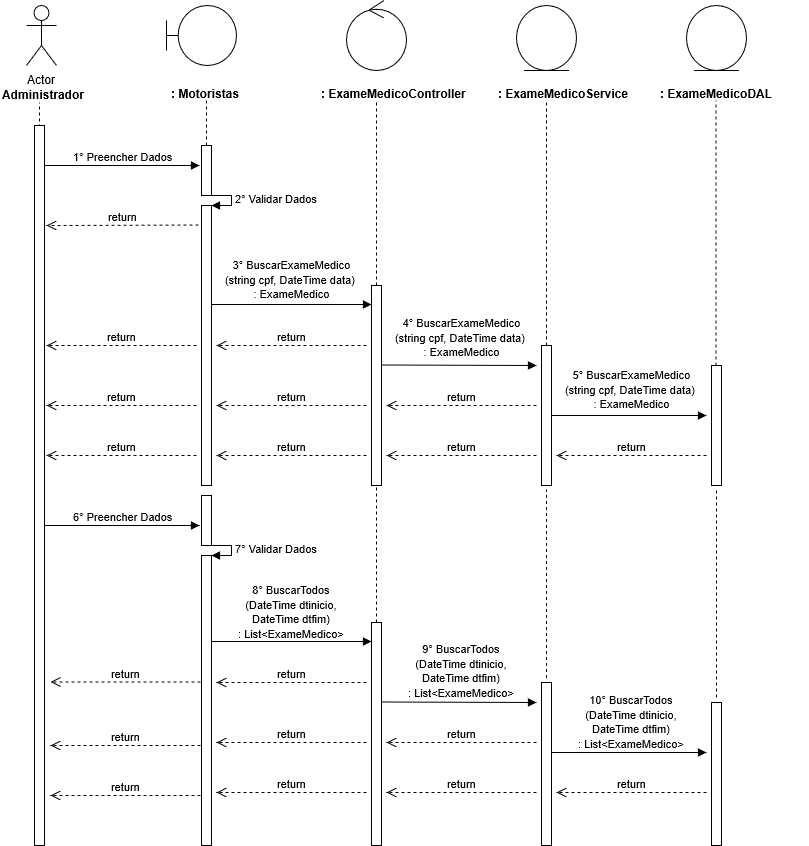 Actor
Administrador
: Motoristas
: ExameMedicoController
: ExameMedicoService
: ExameMedicoDAL
1° Preencher Dados
2° Validar Dados
return
3° BuscarExameMedico
(string cpf, DateTime data)
: ExameMedico
4° BuscarExameMedico
(string cpf, DateTime data)
: ExameMedico
return
return
5° BuscarExameMedico
(string cpf, DateTime data)
: ExameMedico
return
return
return
return
return
return
return
6° Preencher Dados
7° Validar Dados
8° BuscarTodos
(DateTime dtinicio,
DateTime dtfim)
: List<ExameMedico>
9° BuscarTodos
(DateTime dtinicio,
DateTime dtfim)
: List<ExameMedico>
return
return
10° BuscarTodos
(DateTime dtinicio,
DateTime dtfim)
: List<ExameMedico>
return
return
return
return
return
return
return